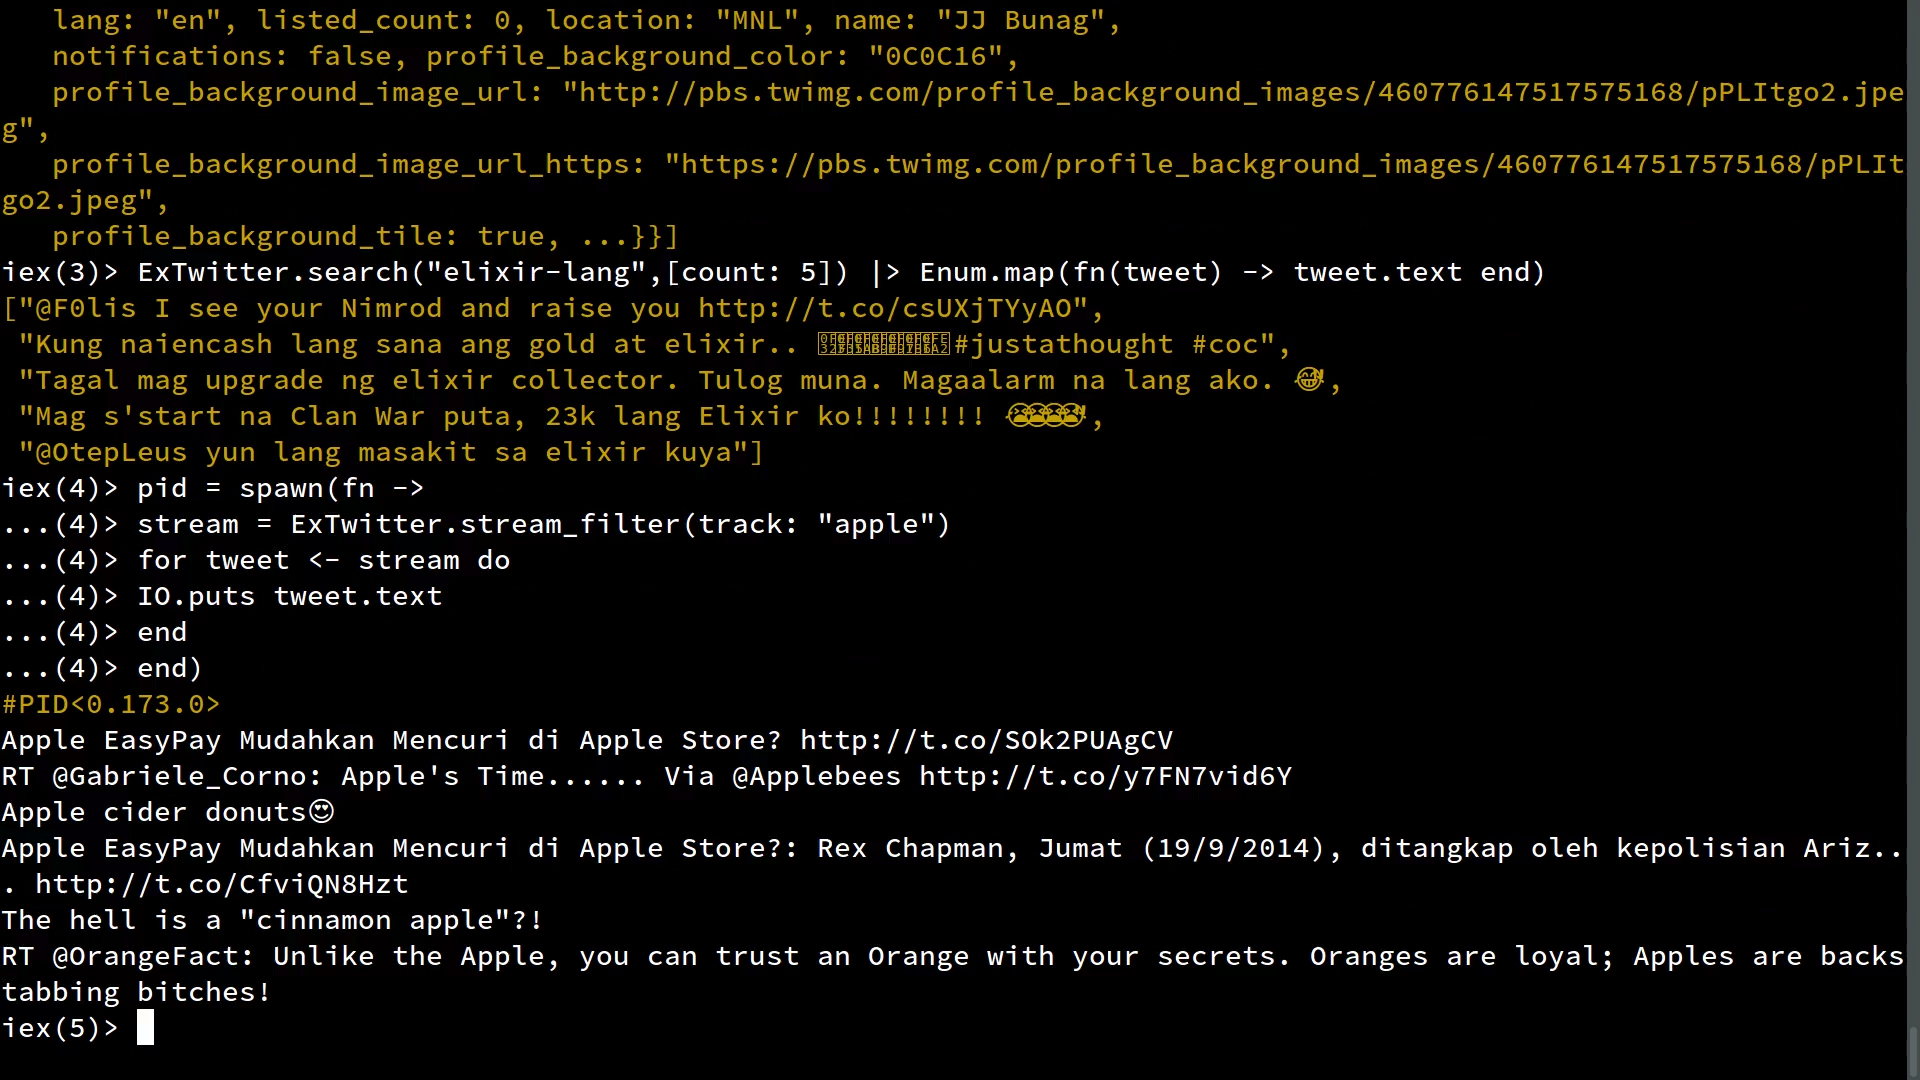 lang: "en", listed_count: 0, location: "MNL", name: "JJ Bunag",
notifications: false, profile_background_color: "0C0C16",
profile_background_image_url: "http://pbs.twimg.com/profile_background_images/460776147517575168/pPLItgo2.jpe
g",
profile_background_image_url_https: "https://pbs.twimg.com/profile_background_images/460776147517575168/pPLIt
go2.jpeg",
profile_background_tile: true, ...}}]
iex(3)> ExTwitter.search("elixir-lang",[count: 5]) |> Enum.map(fn(tweet) -> tweet.text end)
["@F0lis I see your Nimrod and raise you http://t.co/csUXjTYyAO",
"Kung naiencash lang sana ang gold at elixir.. #justathought #coc",
"Tagal mag upgrade ng elixir collector. Tulog muna. Magaalarm na lang ako. 😂",
"Mag s'start na Clan War puta, 23k lang Elixir ko!!!!!!!! 😭😭😭😭",
"@OtepLeus yun lang masakit sa elixir kuya"]
iex(4)> pid = spawn(fn ->
...(4)> stream = ExTwitter.stream_filter(track: "apple")
...(4)> for tweet <- stream do
...(4)> IO.puts tweet.text
...(4)> end
...(4)> end)
#PID<0.173.0>
Apple EasyPay Mudahkan Mencuri di Apple Store? http://t.co/SOk2PUAgCV
RT @Gabriele_Corno: Apple's Time...... Via @Applebees http://t.co/y7FN7vid6Y
Apple cider donuts😍
Apple EasyPay Mudahkan Mencuri di Apple Store?: Rex Chapman, Jumat (19/9/2014), ditangkap oleh kepolisian Ariz..
. http://t.co/CfviQN8Hzt
The hell is a "cinnamon apple"?!
RT @OrangeFact: Unlike the Apple, you can trust an Orange with your secrets. Oranges are loyal; Apples are backs
tabbing bitches!
iex(5)>